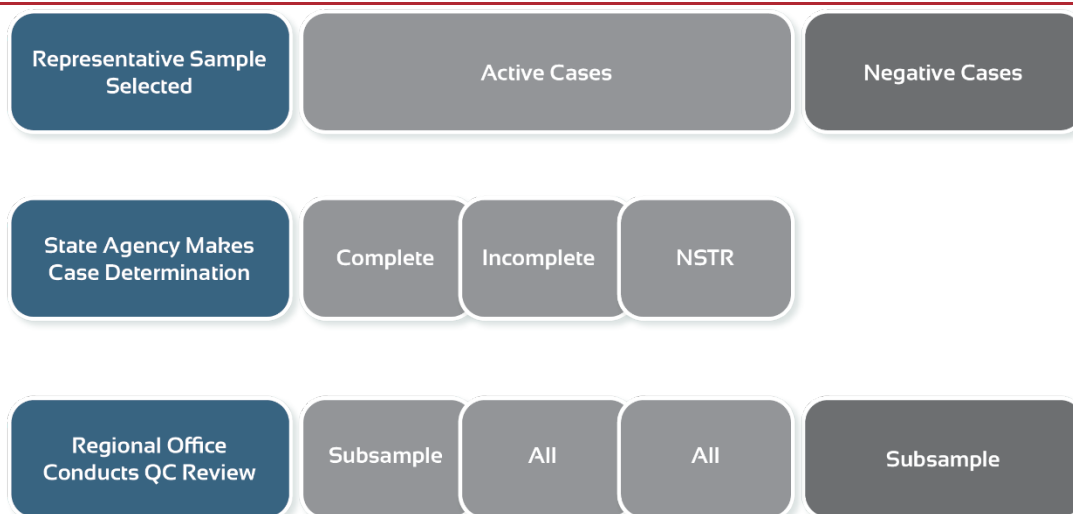 Representative Sample
Selected
Active Cases
Negative Cases
State Agency Makes
Case Determination
Complete
Incomplete
NSTR
Regional Office
Conducts QC Review
Subsample
All
All
Subsample